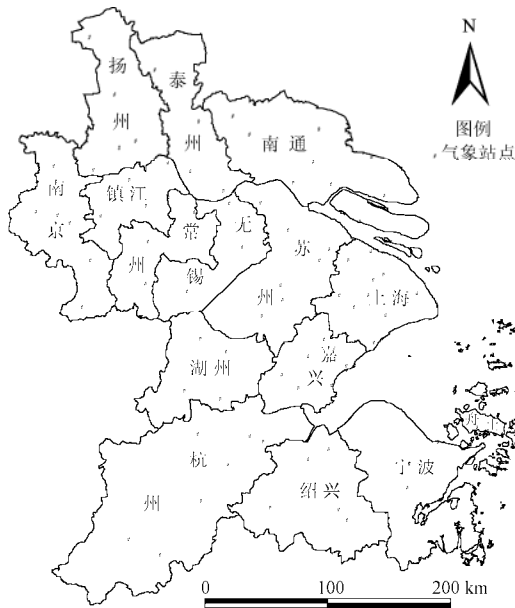 N
图例
气象站点
扬
州
泰
州
南通
南
京
镇江
常
州
无
锡
苏
州
上海
湖州
嘉
兴
杭
州
绍兴
宁波
舟山
0 100 200 km